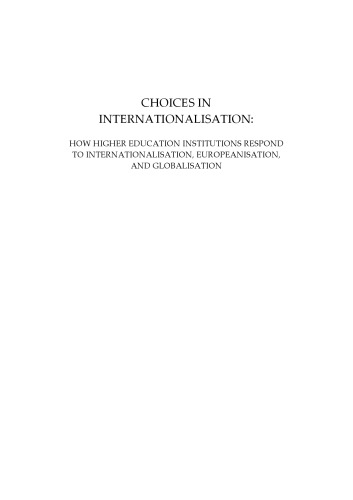 CHOICES IN
INTERNATIONALISATION:
HOW HIGHER EDUCATION INSTITUTIONS RESPOND
TO INTERNATIONALISATION, EUROPEANISATION,
AND GLOBALISATION